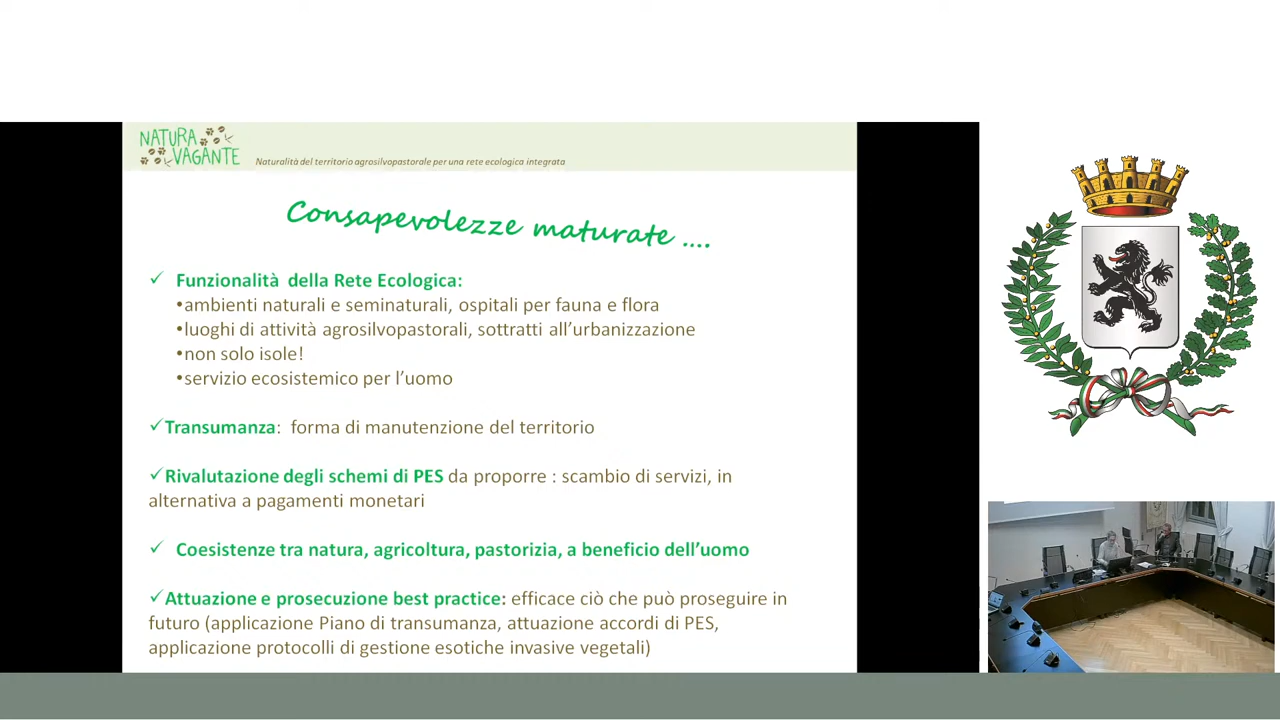 NATURA
VAGANTE
Naturalità del territorio agrosilvopastorale per una rete ecologica integrata
Consapevolezze maturate ....
✓ Funzionalità della Rete Ecologica:
•ambienti naturali e seminaturali, ospitali per fauna e flora
•luoghi di attività agrosilvopastorali, sottratti all'urbanizzazione
•non solo isole!
•servizio ecosistemico per l'uomo
✓Transumanza: forma di manutenzione del territorio
✓Rivalutazione degli schemi di PES da proporre : scambio di servizi, in
alternativa a pagamenti monetari
✓ Coesistenze tra natura, agricoltura, pastorizia, a beneficio dell'uomo
✓Attuazione e prosecuzione best practice: efficace ciò che può proseguire in
futuro (applicazione Piano di transumanza, attuazione accordi di PES,
applicazione protocolli di gestione esotiche invasive vegetali)